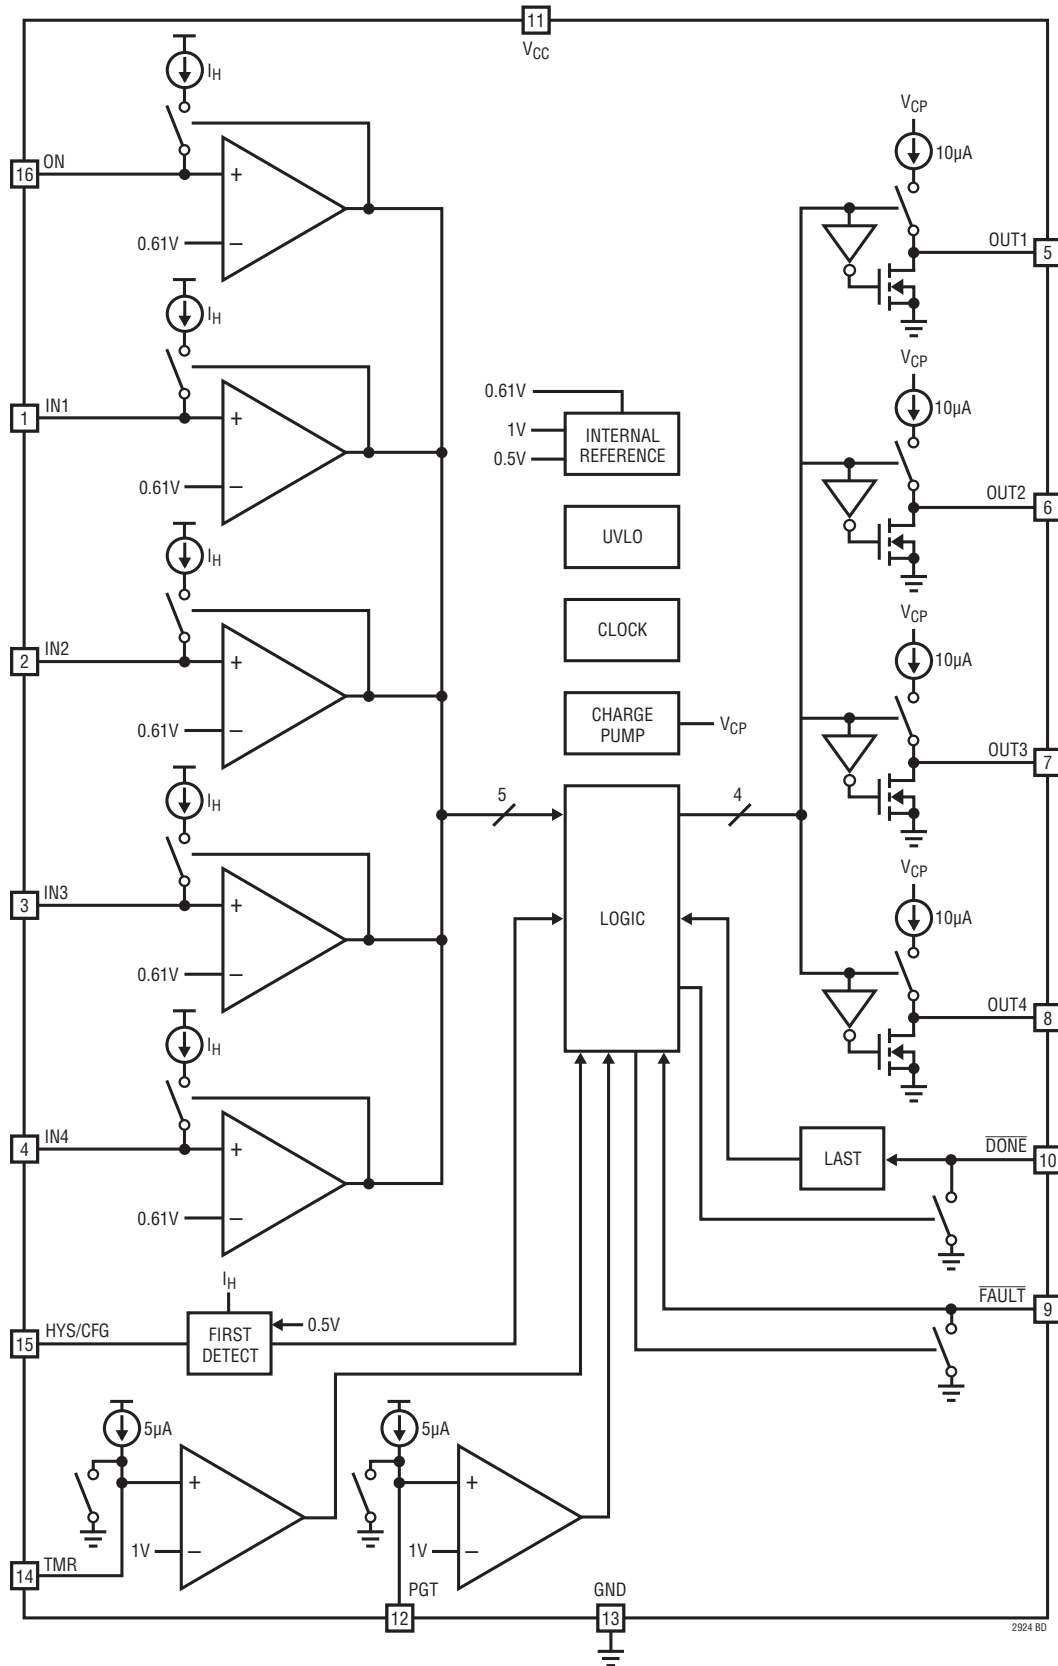 11
VCC
IH
16
ON
+
0.61V
–
IH
1
IN1
+
0.61V
–
IH
2
IN2
+
0.61V
–
IH
3
IN3
+
0.61V
–
IH
4
IN4
+
0.61V
–
IH
15
HYS/CFG
FIRST
DETECT
0.5V
5µA
+
1V
–
14
TMR
5µA
+
1V
–
PGT
12
GND
13
0.61V
1V
0.5V
INTERNAL
REFERENCE
UVLO
CLOCK
CHARGE
PUMP
VCP
5
LOGIC
4
VCP
10µA
OUT1
5
VCP
10µA
OUT2
6
VCP
10µA
OUT3
7
VCP
10µA
OUT4
8
LAST
DONE
10
FAULT
9
2924 BD